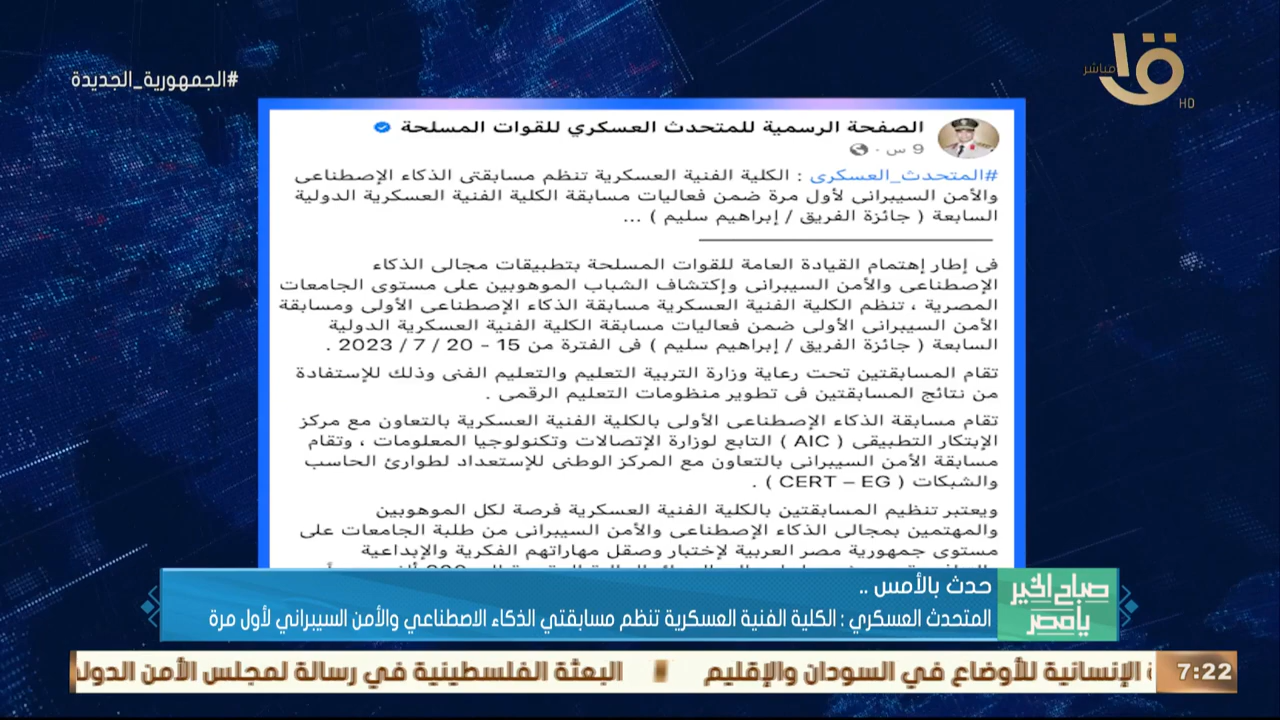 #الجمهورية_الجديدة
مباشر
HD
الصفحة الرسمية للمتحدث العسكري للقوات المسلحة
9 س ·
#المتحدث_العسكرى : الكلية الفنية العسكرية تنظم مسابقتى الذكاء الإصطناعى
والأمن السيبرانى لأول مرة ضمن فعاليات مسابقة الكلية الفنية العسكرية الدولية
السابعة ( جائزة الفريق / إبراهيم سليم ) ...
فى إطار إهتمام القيادة العامة للقوات المسلحة بتطبيقات مجالى الذكاء
الإصطناعى والأمن السيبرانى وإكتشاف الشباب الموهوبين على مستوى الجامعات
المصرية ، تنظم الكلية الفنية العسكرية مسابقة الذكاء الإصطناعى الأولى ومسابقة
الأمن السيبرانى الأولى ضمن فعاليات مسابقة الكلية الفنية العسكرية الدولية
السابعة ( جائزة الفريق / إبراهيم سليم ) فى الفترة من 15 - 20 / 7 / 2023 .
تقام المسابقتين تحت رعاية وزارة التربية التعليم والتعليم الفنى وذلك للإستفادة
من نتائج المسابقتين فى تطوير منظومات التعليم الرقمى .
تقام مسابقة الذكاء الإصطناعى الأولى بالكلية الفنية العسكرية بالتعاون مع مركز
الإبتكار التطبيقى ( AIC ) التابع لوزارة الإتصالات وتكنولوجيا المعلومات ، وتقام
مسابقة الأمن السيبرانى بالتعاون مع المركز الوطنى للإستعداد لطوارئ الحاسب
والشبكات ( CERT – EG ) .
ويعتبر تنظيم المسابقتين بالكلية الفنية العسكرية فرصة لكل الموهوبين
والمهتمين بمجالى الذكاء الإصطناعى والأمن السيبرانى من طلبة الجامعات على
مستوى جمهورية مصر العربية لإختبار وصقل مهاراتهم الفكرية والإبداعية
حدث بالأمس ..
صباح الخير
يا مصر
المتحدث العسكري : الكلية الفنية العسكرية تنظم مسابقتي الذكاء الاصطناعي والأمن السيبراني لأول مرة
7:22
الإنسانية للأوضاع في السودان والإقليم
البعثة الفلسطينية في رسالة لمجلس الأمن